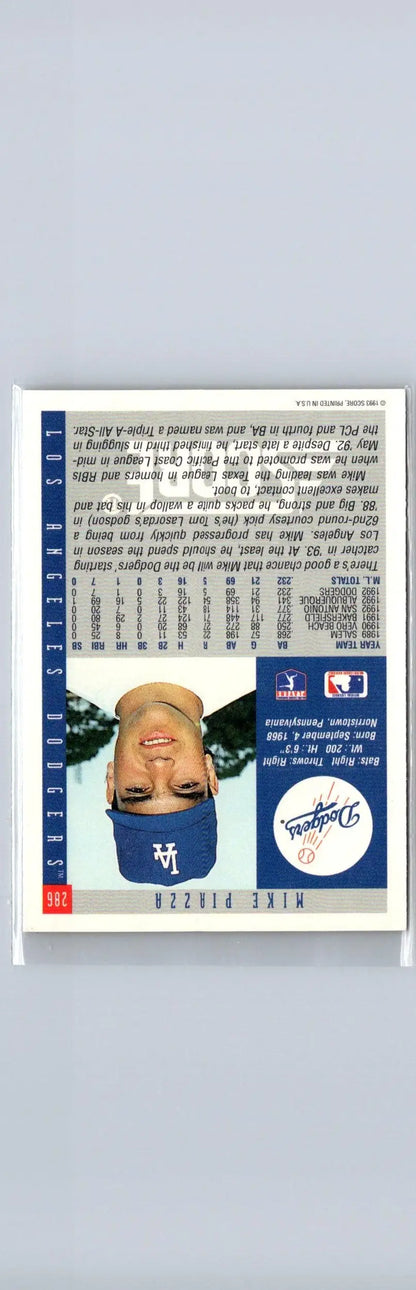 286
MIKE PIAZZA
LOS ANGELES DODGERS™
LA
Dodgers.
Bats: Right Throws: Right
Wt.: 200 Ht.: 6'3"
Born: September 4, 1968
Norristown, Pennsylvania
YEAR TEAM BA G AB R H 2B 3B HR RBI SB
1989 SALEM 268 57 198 22 53 11 0 8 25 0
1990 VERO BEACH 250 88 272 27 68 20 0 6 45 0
1991 BAKERSFIELD 277 117 448 71 124 27 2 29 80 0
1992 SAN ANTONIO 377 31 114 18 43 11 0 7 20 0
1992 ALBUQUERQUE 341 94 358 54 122 22 5 16 69 1
1992 DODGERS 232 21 69 5 16 3 0 1 7 0
M.L. TOTALS 232 21 69 5 16 3 0 1 7 0
There's a good chance that Mike will be the Dodgers' starting
catcher in '93. At the least, he should spend the season in
Los Angeles. Mike has progressed quickly from being a
62nd-round courtesy pick (he's Tom Lasorda's godson) in
'88. Big and strong, he packs quite a wallop in his bat and
makes excellent contact, to boot.
Mike was leading the Texas League in homers and RBIs
when he was promoted to the Pacific Coast League in mid-
May '92. Despite a late start, he finished third in slugging in
the PCL and fourth in BA, and was named a Triple-A All-Star.
SCORE®
© 1993 SCORE, PRINTED IN U.S.A.